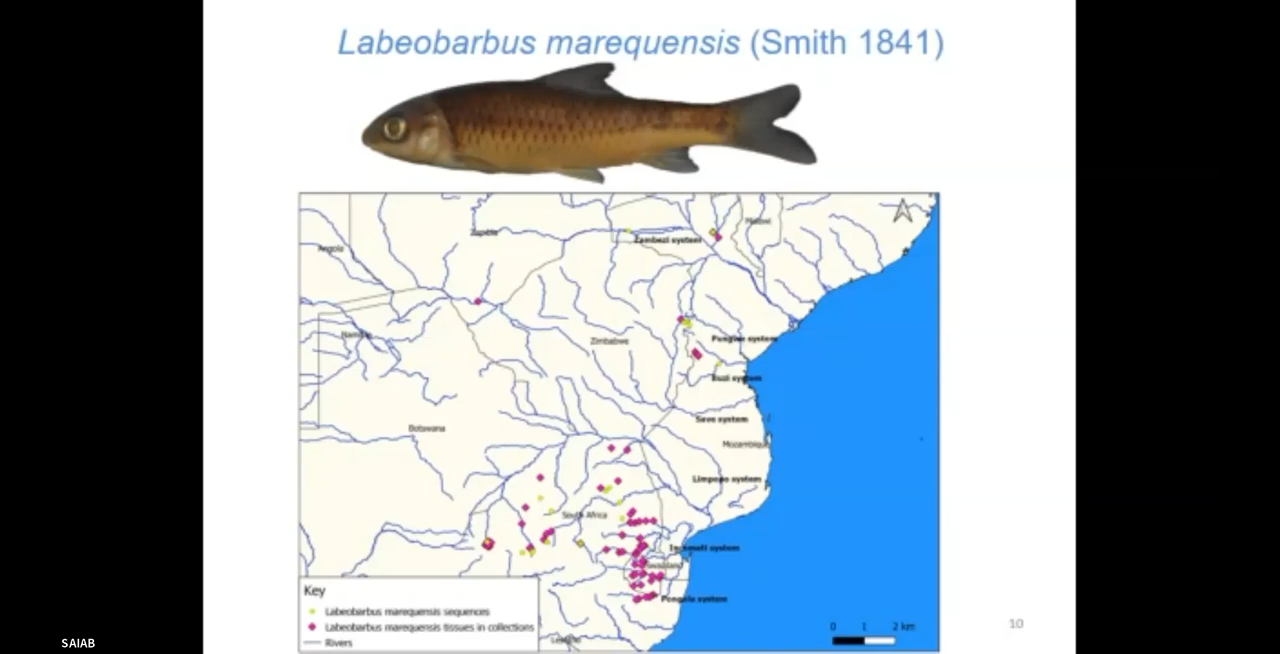 Labeobarbus marequensis (Smith 1841)
Malawi
Zambia
Zambezi system
Angola
Namibia
Zimbabwe
Pungwe system
Buzi system
Save system
Botswana
Mozambique
Limpopo system
South Africa
Incomati system
Swaziland
Pongola system
Key
Labeobarbus marequensis sequences
Labeobarbus marequensis tissues in collections
Rivers
Lesotho
0 1 2 km
10
SAIAB